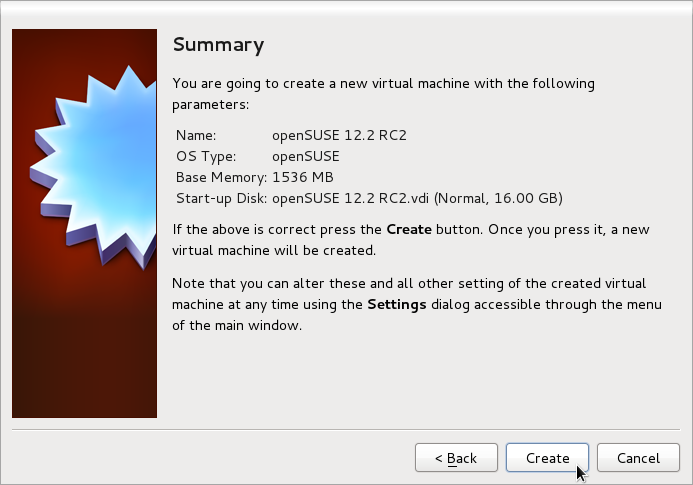 Summary
You are going to create a new virtual machine with the following
parameters:
Name: openSUSE 12.2 RC2
OS Type: openSUSE
Base Memory: 1536 MB
Start-up Disk: openSUSE 12.2 RC2.vdi (Normal, 16.00 GB)
If the above is correct press the Create button. Once you press it, a new
virtual machine will be created.
Note that you can alter these and all other setting of the created virtual
machine at any time using the Settings dialog accessible through the menu
of the main window.
< Back Create Cancel